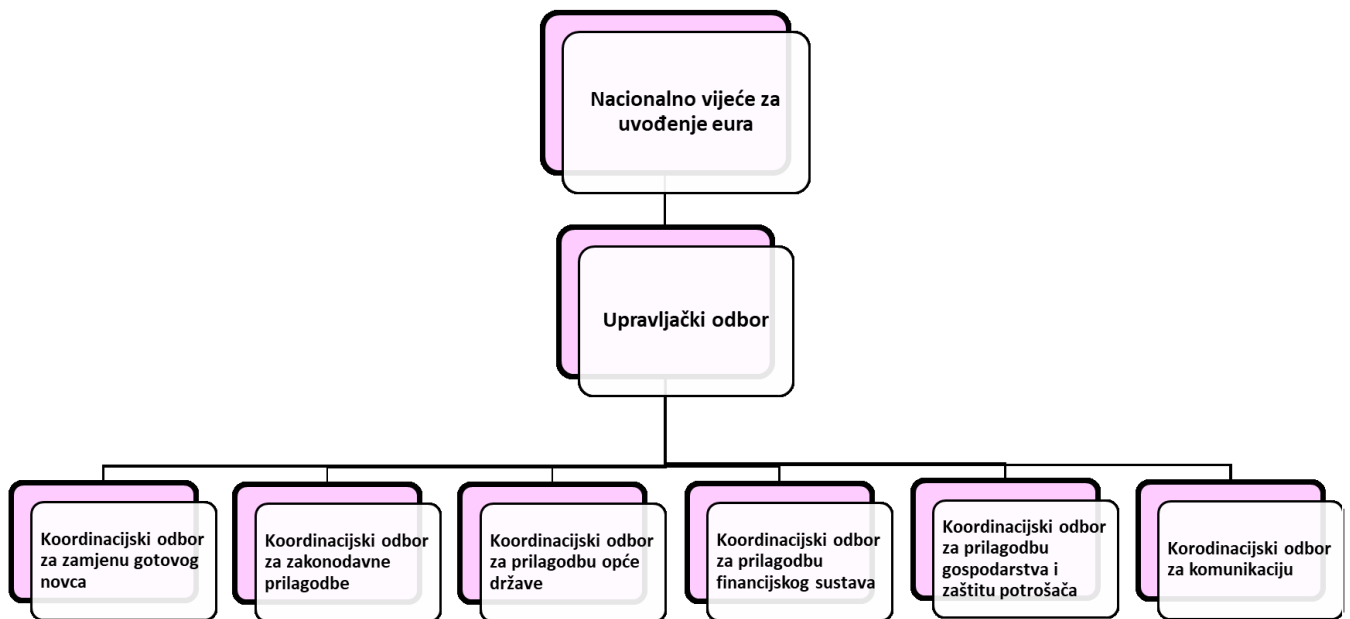 Nacionalno vijeće za
uvođenje eura
Upravljački odbor
Koordinacijski odbor
za zamjenu gotovog
novca
Koordinacijski odbor
za zakonodavne
prilagodbe
Koordinacijski odbor
za prilagodbu opće
države
Koordinacijski odbor
za prilagodbu
financijskog sustava
Koordinacijski odbor
za prilagodbu
gospodarstva i
zaštitu potrošača
Korodinacijski odbor
za komunikaciju